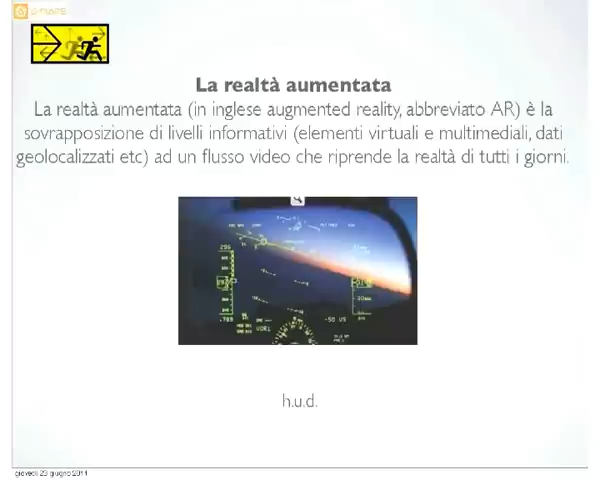 La realtà aumentata
La realtà aumentata (in inglese augmented reality, abbreviato AR) è la
sovrapposizione di livelli informativi (elementi virtuali e multimediali, dati
geolocalizzati etc) ad un flusso video che riprende la realtà di tutti i giorni.
VOR1
h.u.d.
giovedì 23 giugno 2011